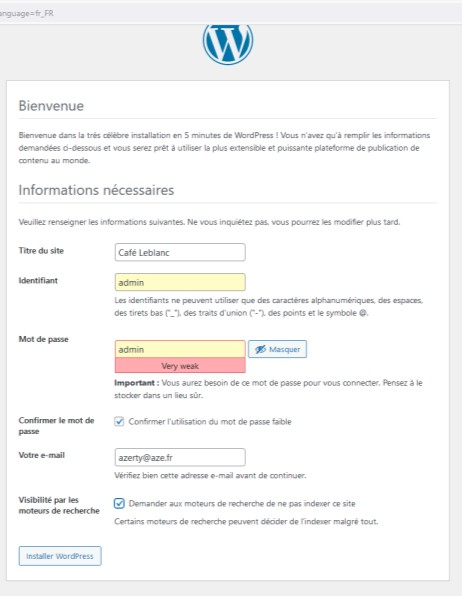 anguage=fr_FR
Bienvenue
Bienvenue dans la très célèbre installation en 5 minutes de WordPress ! Vous n'avez qu'à remplir les informations
demandées ci-dessous et vous serez prêt à utiliser la plus extensible et puissante plateforme de publication de
contenu au monde.
Informations nécessaires
Veuillez renseigner les informations suivantes. Ne vous inquiétez pas, vous pourrez les modifier plus tard.
Titre du site
Café Leblanc
Identifiant
admin
Les identifiants ne peuvent utiliser que des caractères alphanumériques, des espaces,
des tirets bas ("_"), des traits d'union ("-"), des points et le symbole @.
Mot de passe
admin
Masquer
Very weak
Important : Vous aurez besoin de ce mot de passe pour vous connecter. Pensez à le
stocker dans un lieu sûr.
Confirmer le mot de
passe
Confirmer l'utilisation du mot de passe faible
Votre e-mail
azerty@aze.fr
Vérifiez bien cette adresse e-mail avant de continuer.
Visibilité par les
moteurs de recherche
Demander aux moteurs de recherche de ne pas indexer ce site
Certains moteurs de recherche peuvent décider de l'indexer malgré tout.
Installer WordPress